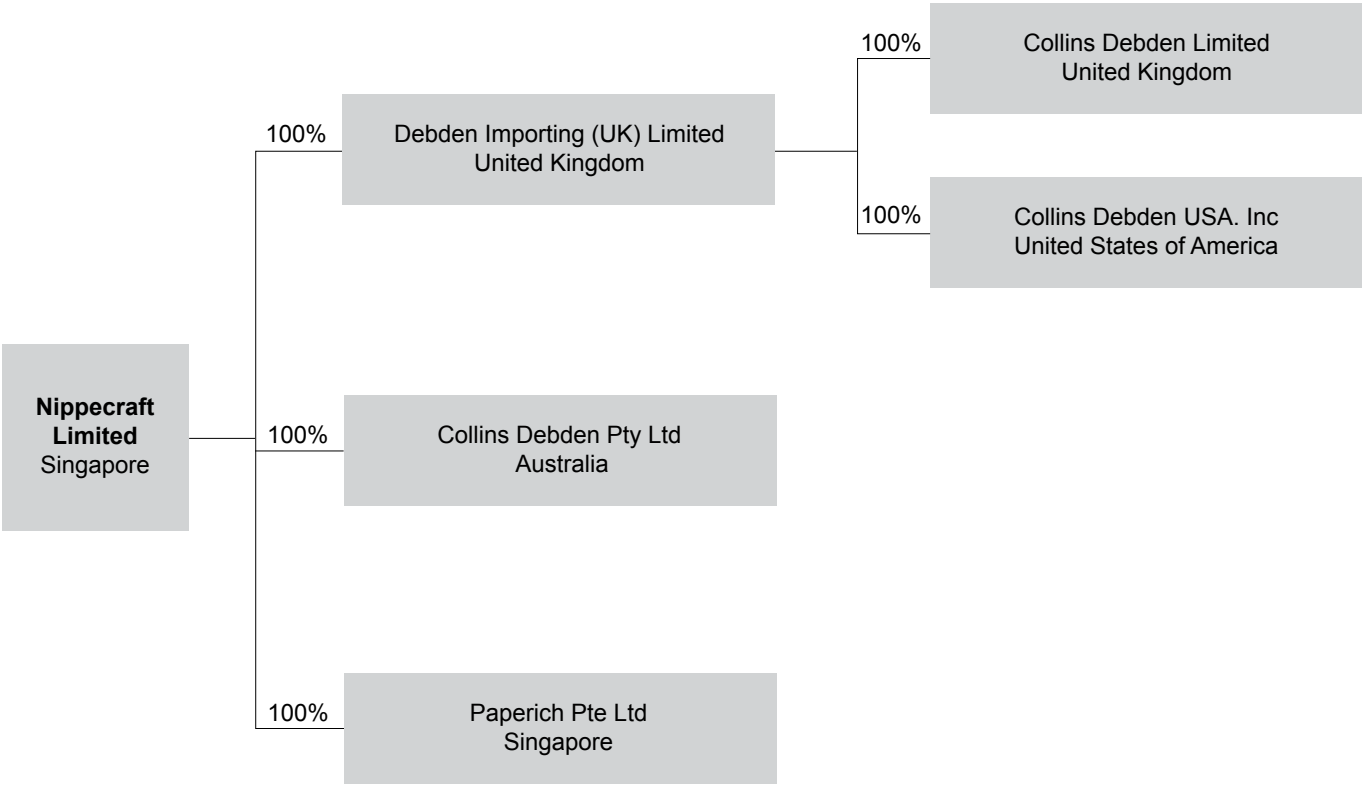 100%
Collins Debden Limited
United Kingdom
100%
Debden Importing (UK) Limited
United Kingdom
100%
Collins Debden USA. Inc
United States of America
Nippecraft
Limited
Singapore
100%
Collins Debden Pty Ltd
Australia
100%
Paperich Pte Ltd
Singapore